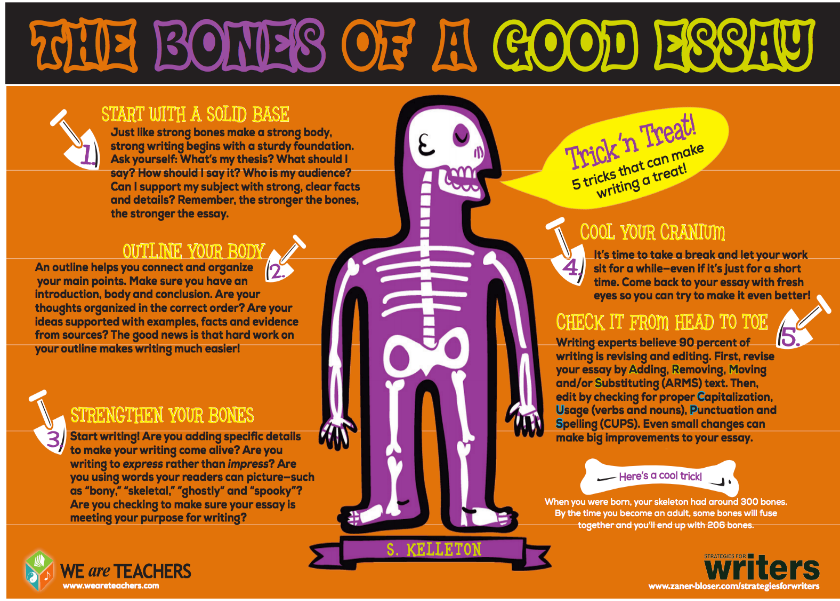 THE BONES OF A GOOD ESSAY
START WITH A SOLID BASE
1.
Just like strong bones make a strong body,
strong writing begins with a sturdy foundation.
Ask yourself: What's my thesis? What should I
say? How should I say it? Who is my audience?
Can I support my subject with strong, clear facts
and details? Remember, the stronger the bones,
the stronger the essay.
OUTLINE YOUR BODY
2.
An outline helps you connect and organize
your main points. Make sure you have an
introduction, body and conclusion. Are your
thoughts organized in the correct order? Are your
ideas supported with examples, facts and evidence
from sources? The good news is that hard work on
your outline makes writing much easier!
STRENGTHEN YOUR BONES
3.
Start writing! Are you adding specific details
to make your writing come alive? Are you
writing to express rather than impress? Are
you using words your readers can picture—such
as "bony," "skeletal," "ghostly" and "spooky"?
Are you checking to make sure your essay is
meeting your purpose for writing?
Trick 'n Treat!
5 tricks that can make
writing a treat!
COOL YOUR CRANIUM
4.
It's time to take a break and let your work
sit for a while—even if it's just for a short
time. Come back to your essay with fresh
eyes so you can try to make it even better!
CHECK IT FROM HEAD TO TOE
5.
Writing experts believe 90 percent of
writing is revising and editing. First, revise
your essay by Adding, Removing, Moving
and/or Substituting (ARMS) text. Then,
edit by checking for proper Capitalization,
Usage (verbs and nouns), Punctuation and
Spelling (CUPS). Even small changes can
make big improvements to your essay.
Here's a cool trick!
When you were born, your skeleton had around 300 bones.
By the time you become an adult, some bones will fuse
together and you'll end up with 206 bones.
S. KELLETON
WE are TEACHERS
www.weareteachers.com
STRATEGIES FOR
writers
www.zaner-bloser.com/strategiesforwriters